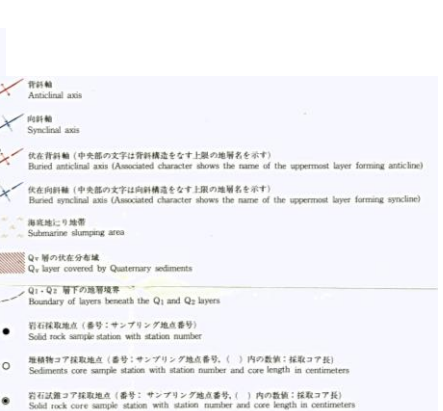 背斜軸
Anticlinal axis
向斜軸
Synclinal axis
伏在背斜軸（中央部の文字は背斜構造をなす上限の地層名を示す）
Buried anticlinal axis (Associated character shows the name of the uppermost layer forming anticline)
伏在向斜軸（中央部の文字は向斜構造をなす上限の地層名を示す）
Buried synclinal axis (Associated character shows the name of the uppermost layer forming syncline)
海底地辷り地帯
Submarine slumping area
Qv 層の伏在分布域
Qv layer covered by Quaternary sediments
Q1・Q2 層下の地層境界
Boundary of layers beneath the Q1 and Q2 layers
岩石採取地点（番号：サンプリング地点番号）
Solid rock sample station with station number
堆積物コア採取地点（番号：サンプリング地点番号,（ ）内の数値：採取コア長）
Sediments core sample station with station number and core length in centimeters
岩石試錐コア採取地点（番号： サンプリング地点番号,（ ）内の数値：採取コア長）
Solid rock core sample station with station number and core length in centimeters